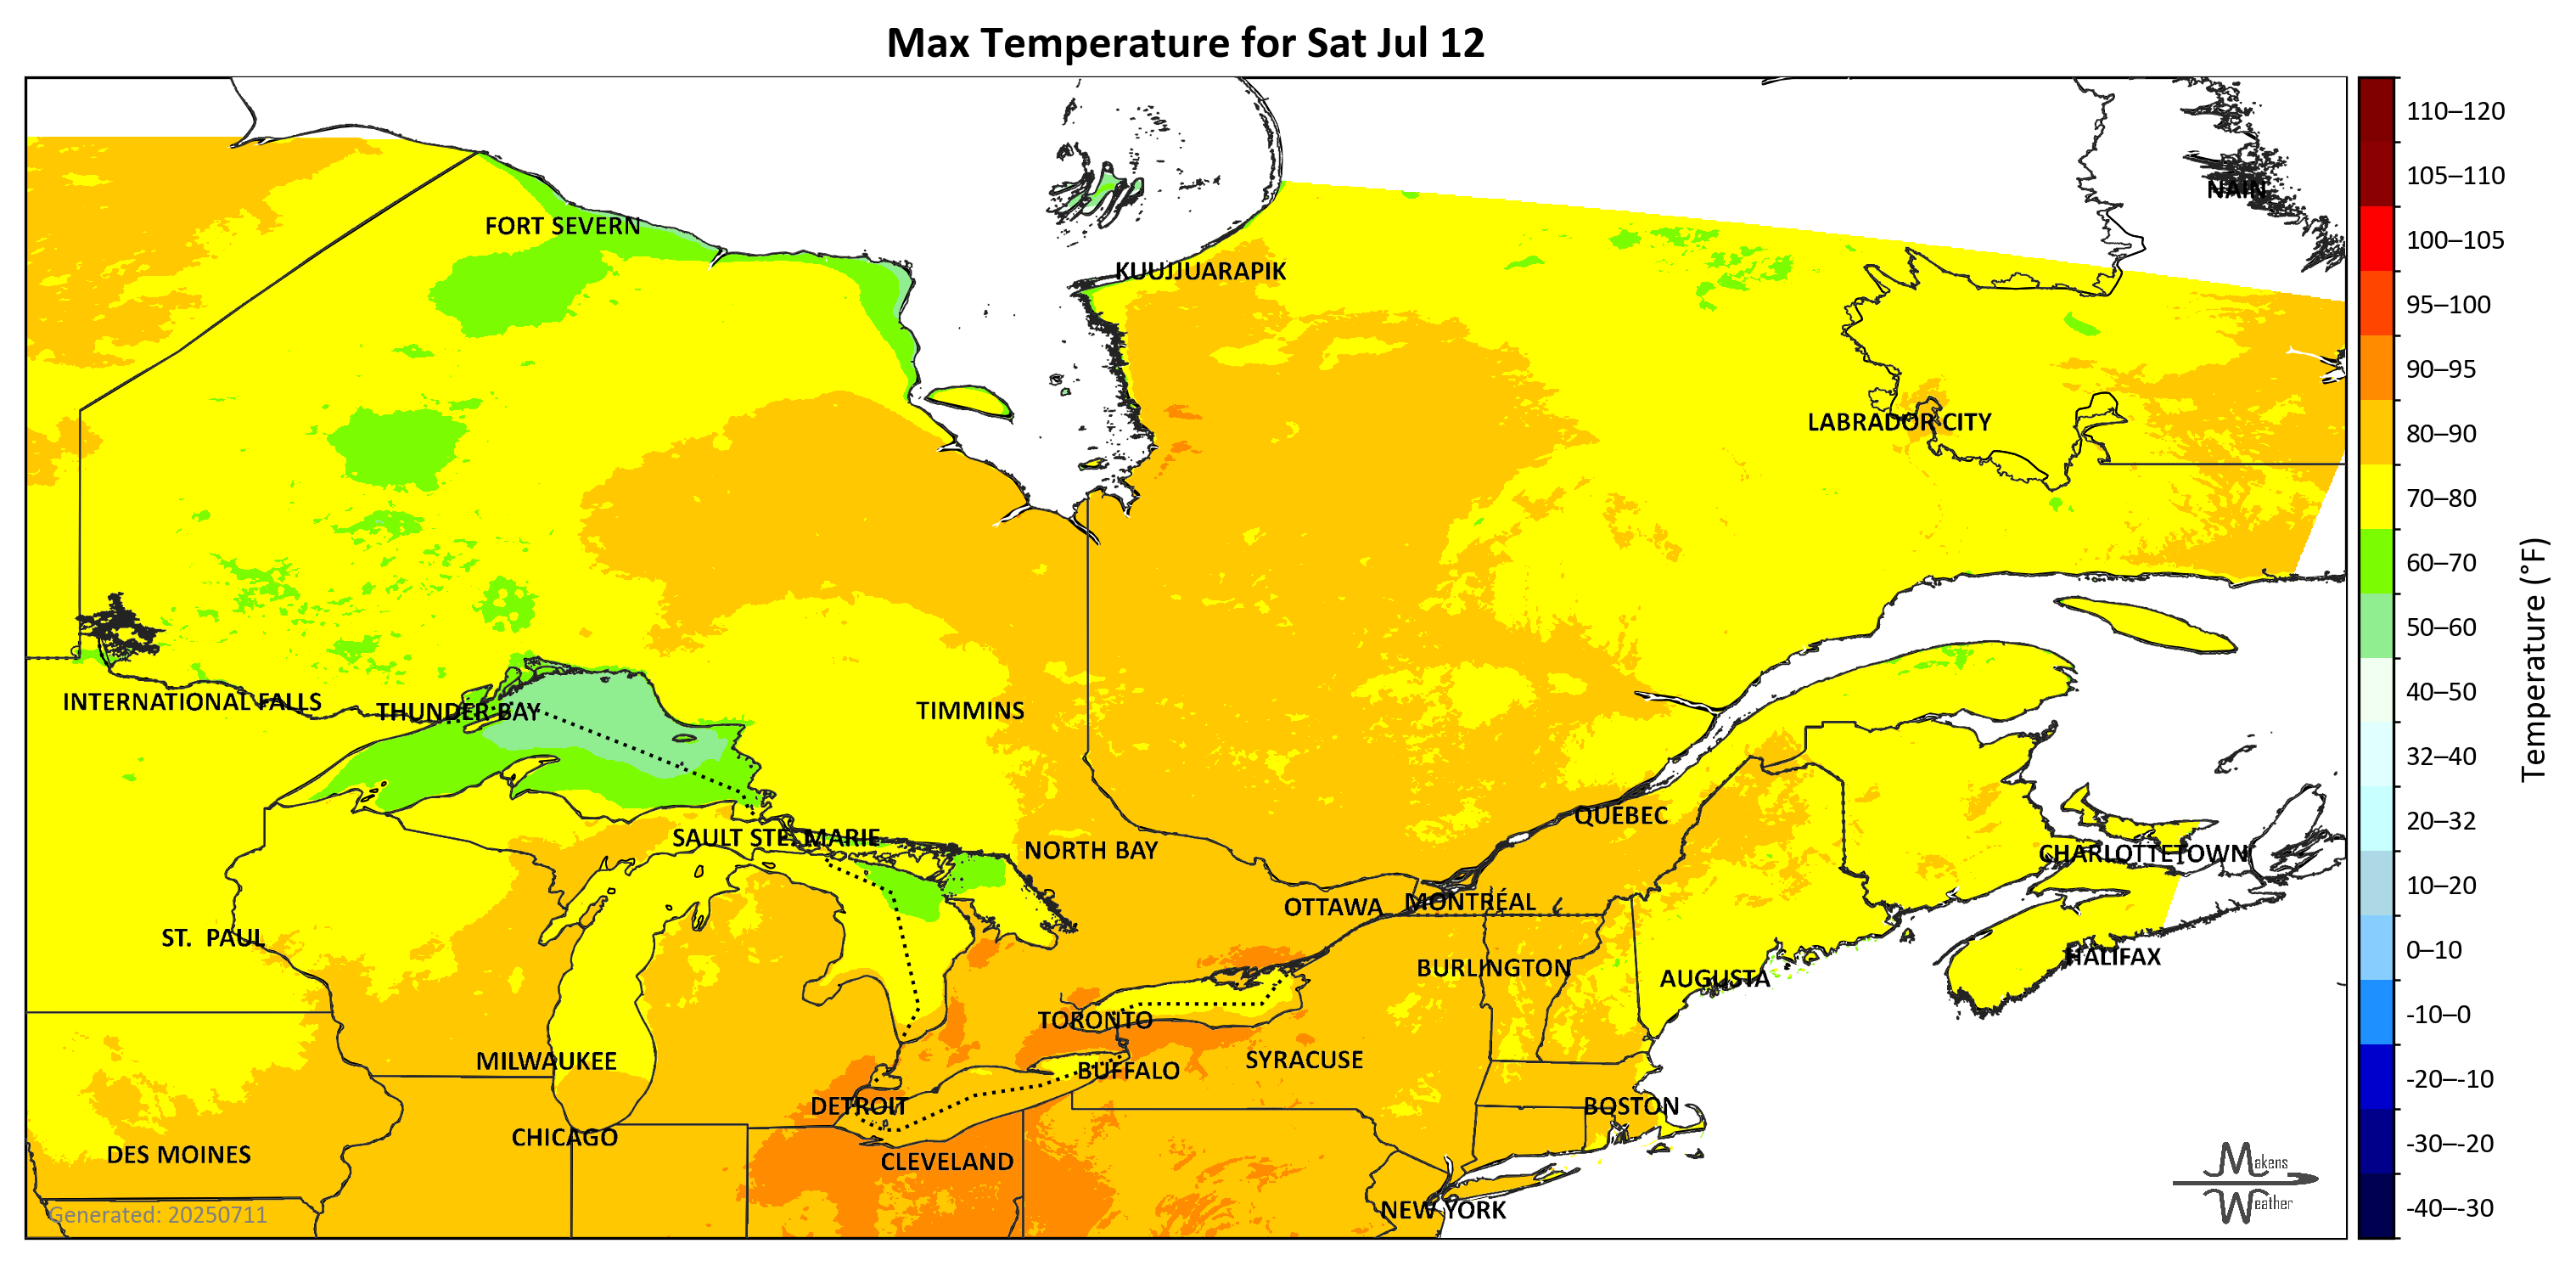 Max Temperature for Sat Jul 12
NAIN
FORT SEVERN
KUUJJUARAPIK
LABRADOR CITY
INTERNATIONAL FALLS
THUNDER BAY
TIMMINS
QUÉBEC
SAULT STE. MARIE
NORTH BAY
CHARLOTTETOWN
OTTAWA
MONTRÉAL
ST. PAUL
HALIFAX
BURLINGTON
AUGUSTA
TORONTO
MILWAUKEE
SYRACUSE
BUFFALO
DETROIT
BOSTON
CHICAGO
DES MOINES
CLEVELAND
NEW YORK
Generated: 20250711
Makens
Weather
110–120
105–110
100–105
95–100
90–95
80–90
70–80
60–70
50–60
40–50
32–40
20–32
10–20
0–10
-10–0
-20–-10
-30–-20
-40–-30
Temperature (°F)